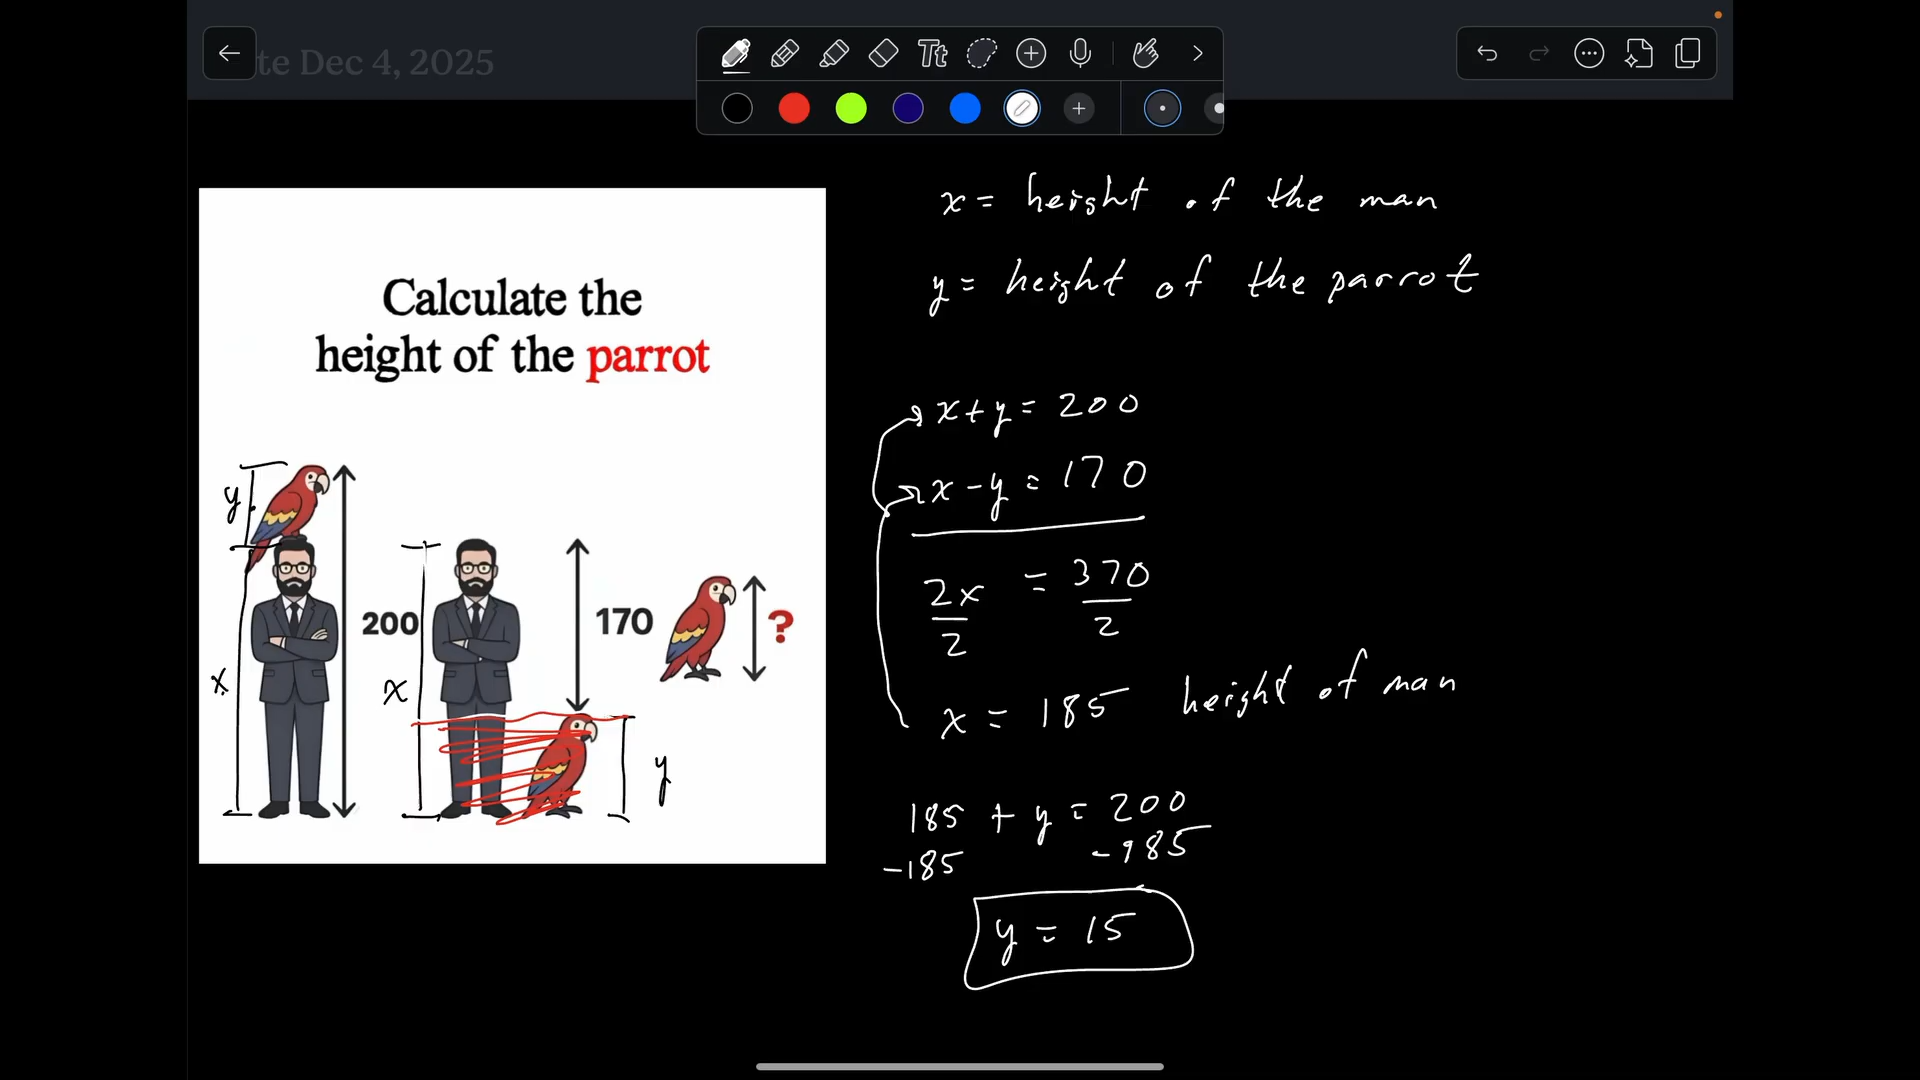 te Dec 4, 2025
Tt
x = height of the man
y = height of the parrot
Calculate the
height of the parrot
x+y = 200
x - y = 170
2x = 370
2 2
x = 185 height of man
185 + y = 200
-185 -185
y = 15
y
x
200
x
170
?
y